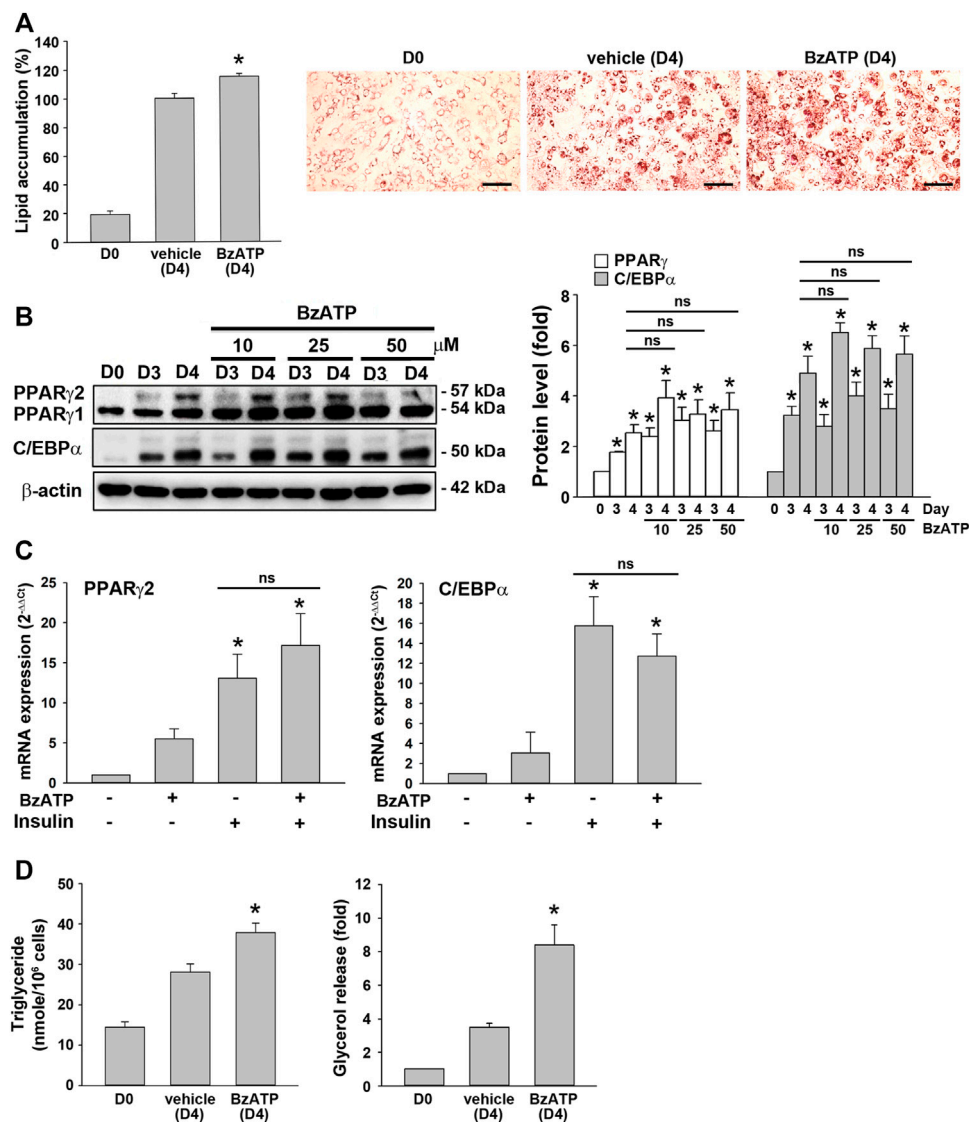 A
Lipid accumulation (%)
140
120
100
80
60
40
20
0
*
D0 vehicle (D4) BzATP (D4)
D0 vehicle (D4) BzATP (D4)
B
BzATP
10 25 50 μM
D0 D3 D4 D3 D4 D3 D4 D3 D4
PPARγ2 - 57 kDa
PPARγ1 - 54 kDa
C/EBPα - 50 kDa
β-actin - 42 kDa
PPARγ
C/EBPα
Protein level (fold)
8
6
4
2
0
ns
ns
ns
ns
ns
ns
* * * * * * * *
* * * * * * * *
0 3 4 3 4 3 4 3 4 0 3 4 3 4 3 4 3 4 Day
10 25 50 10 25 50 BzATP
C
PPARγ2
mRNA expression (2-ΔΔCt)
25
20
15
10
5
0
ns
* *
BzATP - + - +
Insulin - - + +
C/EBPα
mRNA expression (2-ΔΔCt)
20
18
16
14
12
10
8
6
4
2
0
ns
* *
BzATP - + - +
Insulin - - + +
D
Triglyceride
(nmole/10⁶ cells)
50
40
30
20
10
0
*
D0 vehicle (D4) BzATP (D4)
Glycerol release (fold)
12
10
8
6
4
2
0
*
D0 vehicle (D4) BzATP (D4)